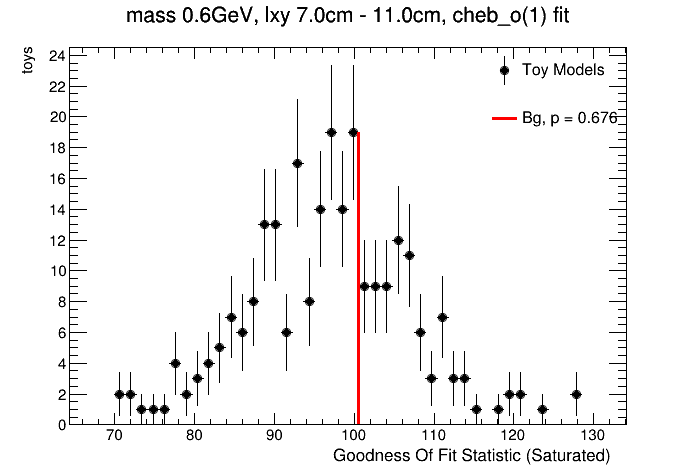 mass 0.6GeV, lxy 7.0cm - 11.0cm, cheb_o(1) fit
toys
24
22
20
18
16
14
12
10
8
6
4
2
0
Toy Models
Bg, p = 0.676
70 80 90 100 110 120 130
Goodness Of Fit Statistic (Saturated)